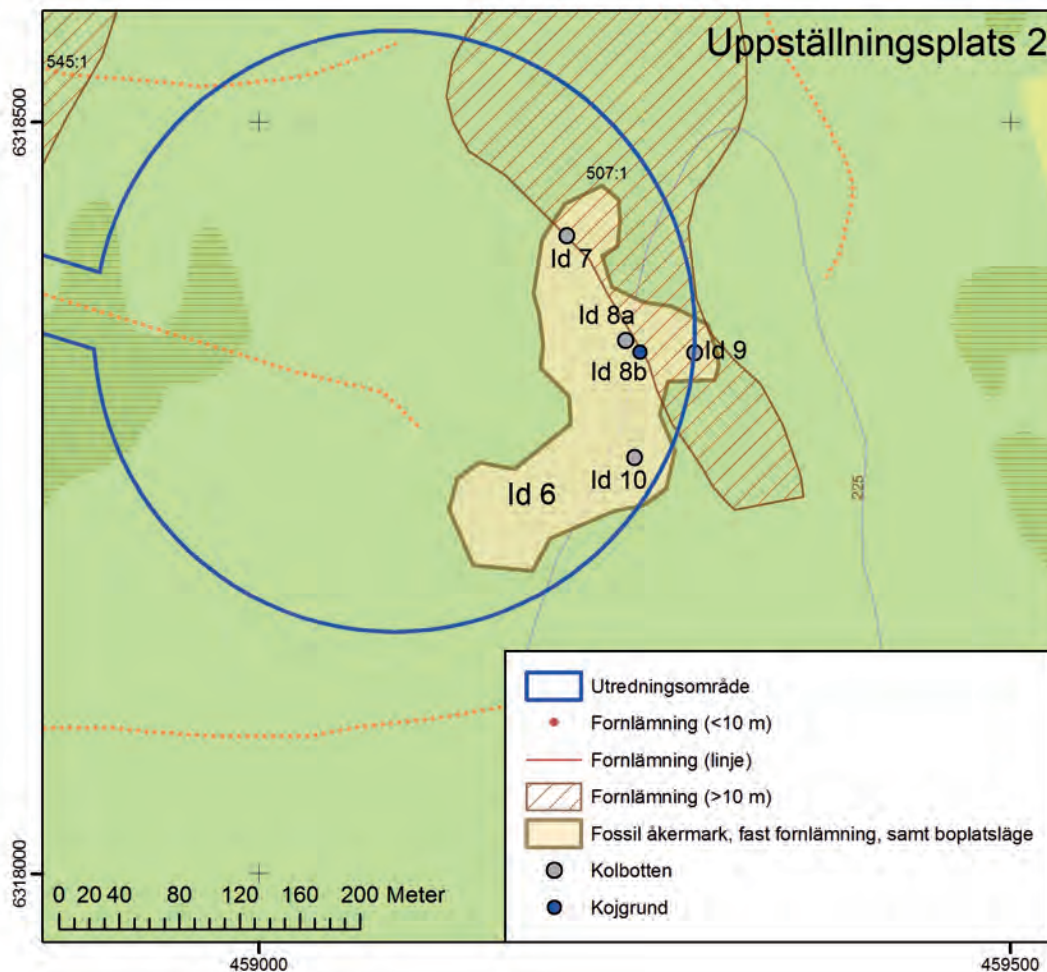 Uppställningsplats 2
545:1
6318500
507:1
Id 7
Id 8a
Id 8b
Id 9
Id 10
Id 6
225
Utredningsområde
Fornlämning (<10 m)
Fornlämning (linje)
Fornlämning (>10 m)
Fossil åkermark, fast fornlämning, samt boplatsläge
Kolbotten
Kojgrund
6318000
0 20 40 80 120 160 200 Meter
459000
459500